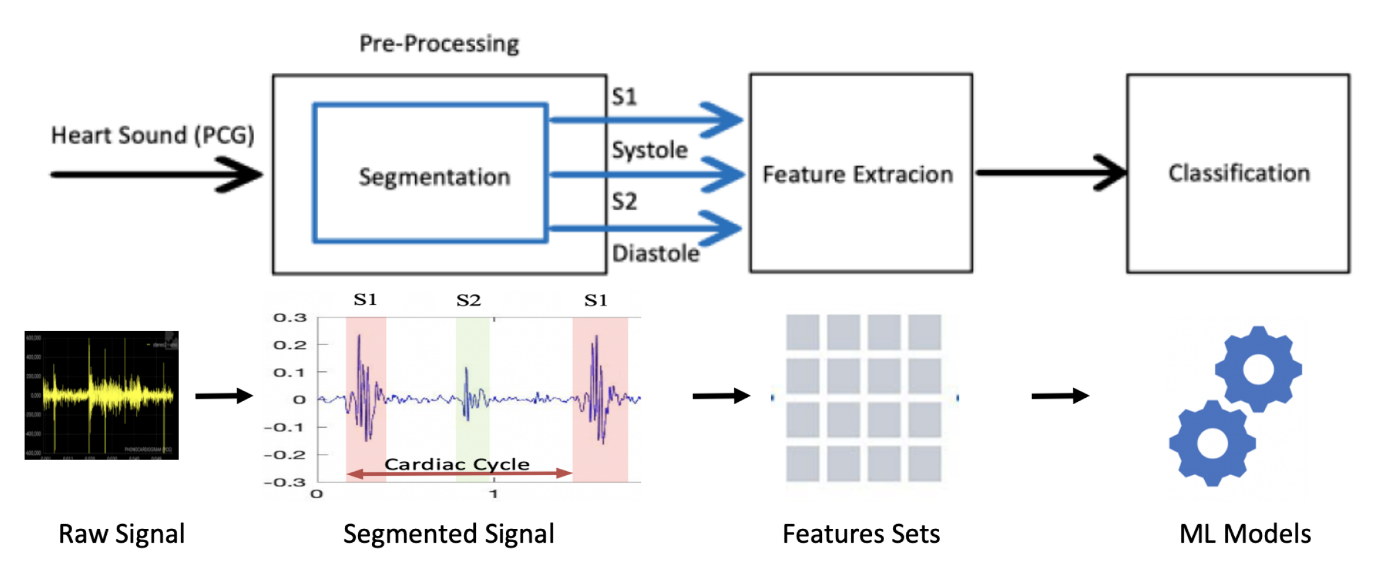 Pre-Processing
Heart Sound (PCG)
Segmentation
S1
Systole
S2
Diastole
Feature Extracion
Classification
S1 S2 S1
0.3
0.2
0.1
0
-0.1
-0.2
-0.3
Cardiac Cycle
0 1
Raw Signal
Segmented Signal
Features Sets
ML Models